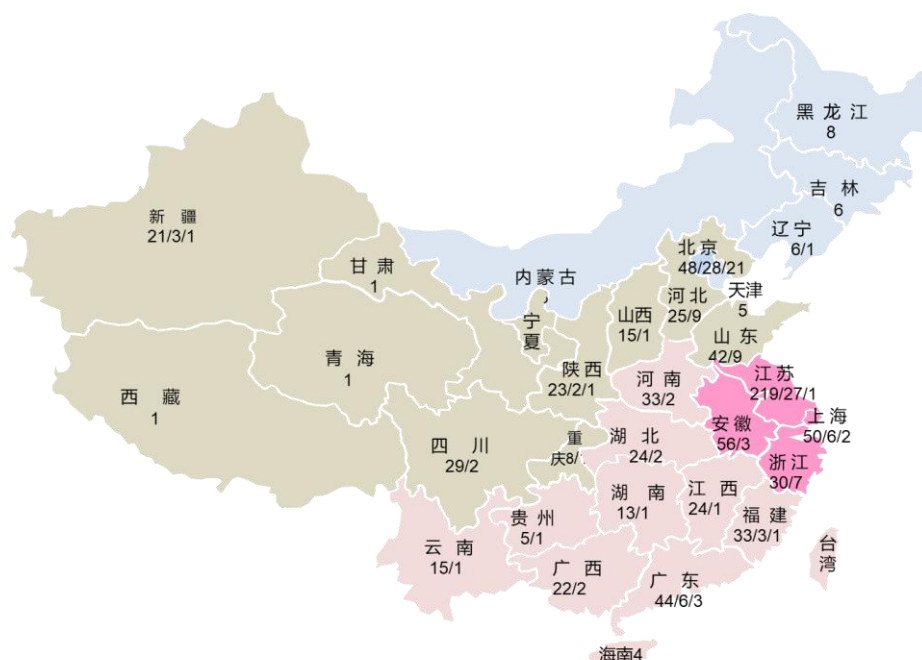 黑龙江
8
吉林
6
辽宁
6/1
新疆
21/3/1
北京
48/28/21
甘肃
1
内蒙古
天津
5
河北
25/9
山西
15/1
宁
夏
山东
42/9
青海
1
陕西
23/2/1
河南
33/2
江苏
219/27/1
西藏
1
安徽
56/3
上海
50/6/2
四川
29/2
重
庆8/
湖北
24/2
浙江
30/7
湖南
13/1
江西
24/1
贵州
5/1
福建
33/3/1
云南
15/1
台
湾
广西
22/2
广东
44/6/3
海南4